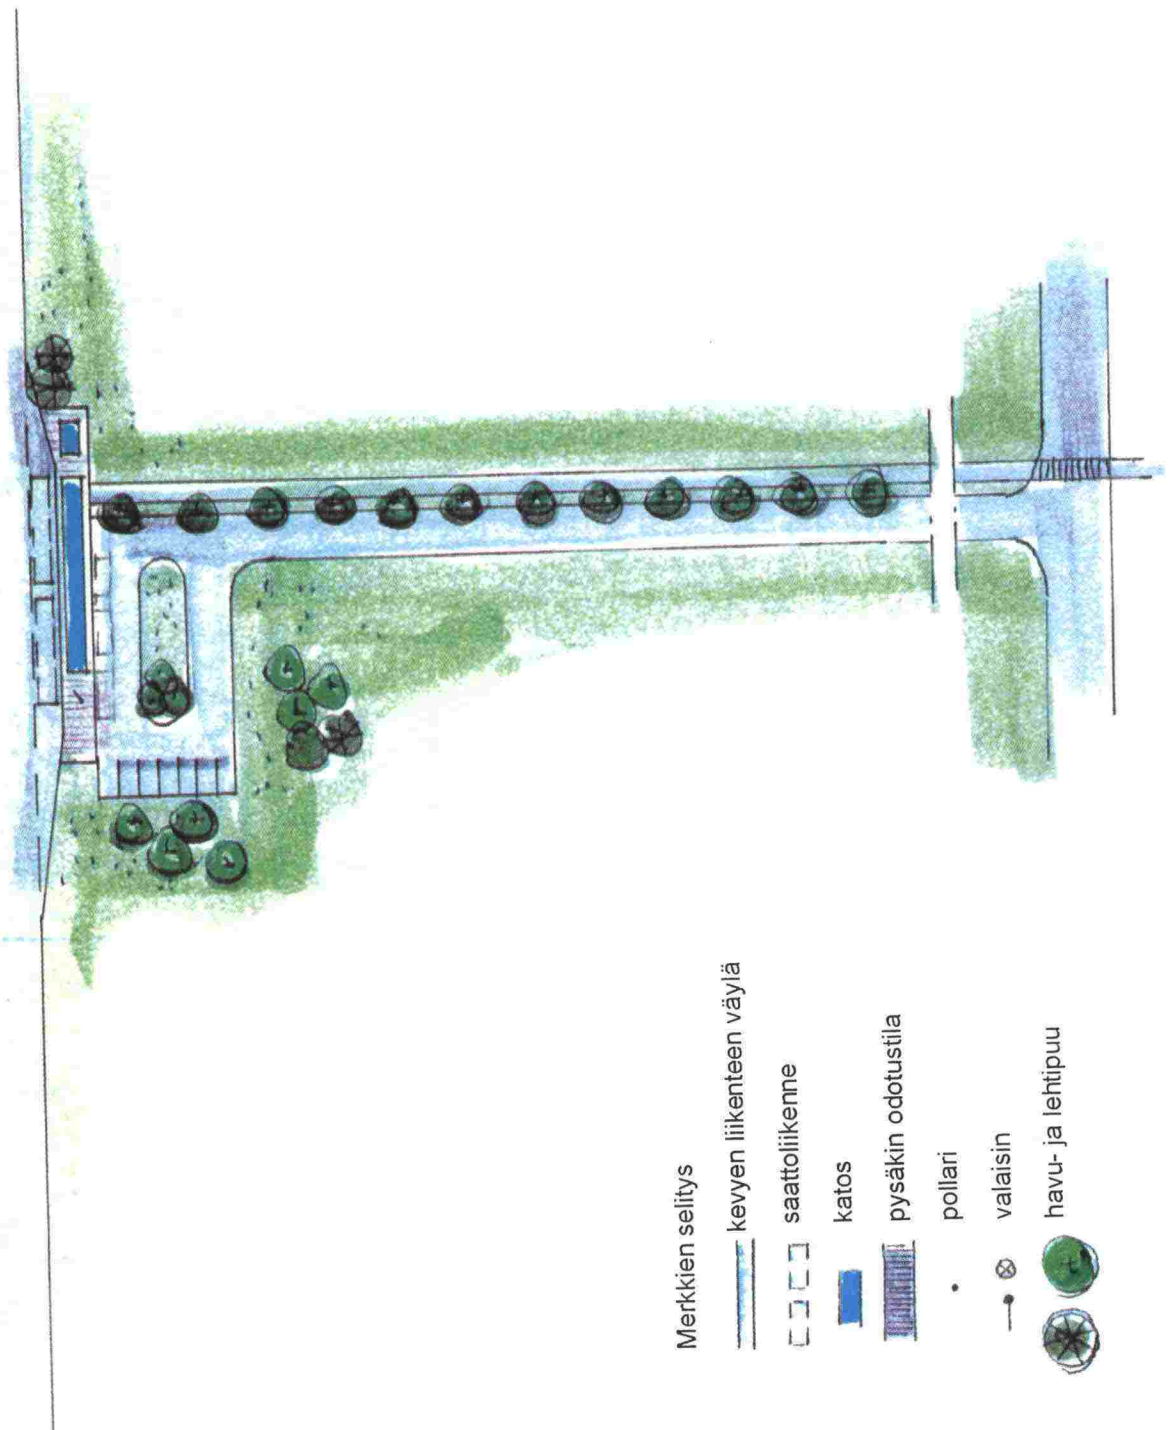 Merkkien selitys
kevyen liikenteen väylä
saattoliikenne
katos
pysäkin odotustila
pollari
valaisin
havu- ja lehtipuu